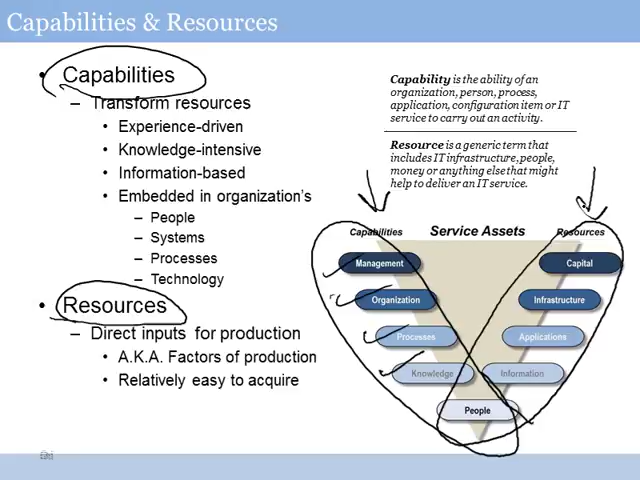 Capabilities & Resources
• Capabilities
– Transform resources
• Experience-driven
• Knowledge-intensive
• Information-based
• Embedded in organization's
– People
– Systems
– Processes
– Technology
• Resources
– Direct inputs for production
• A.K.A. Factors of production
• Relatively easy to acquire
Capability is the ability of an
organization, person, process,
application, configuration item or IT
service to carry out an activity.
Resource is a generic term that
includes IT infrastructure, people,
money or anything else that might
help to deliver an IT service.
Capabilities Service Assets Resources
Management Capital
Organization Infrastructure
Processes Applications
Knowledge Information
People